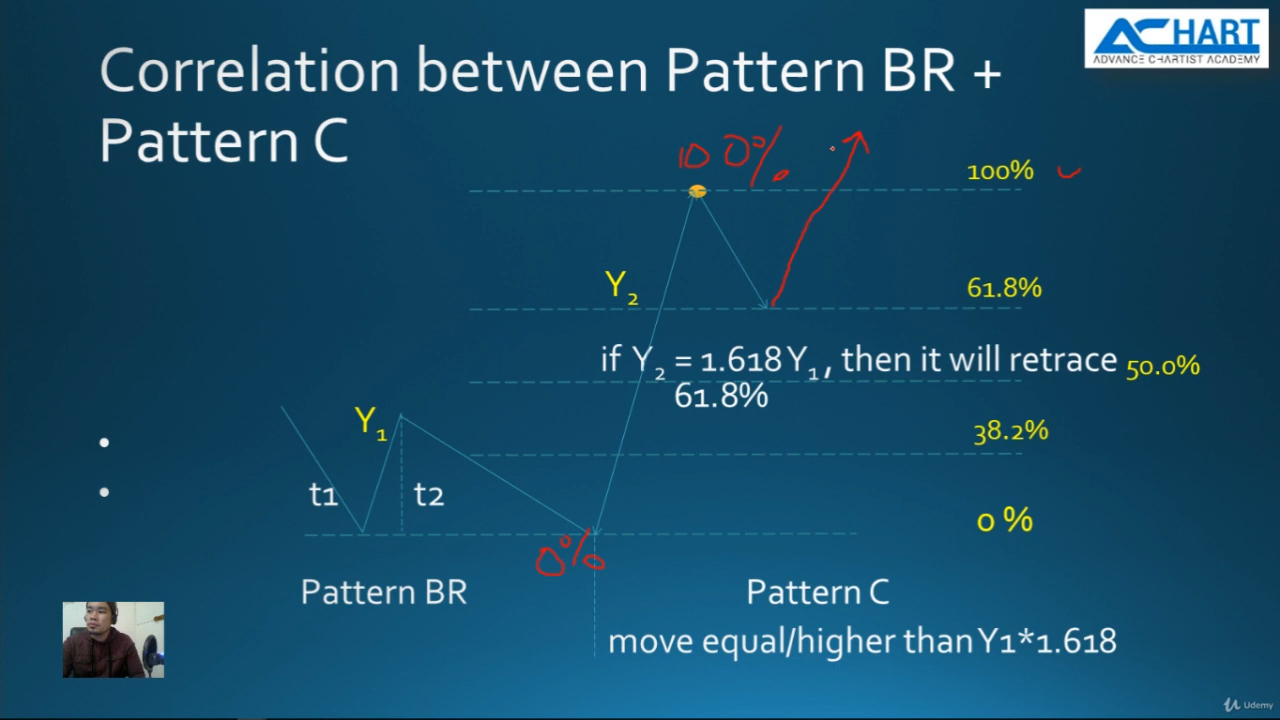 ACHART
ADVANCE CHARTIST ACADEMY
Correlation between Pattern BR +
Pattern C
100%
100%
Y2
61.8%
if Y2 = 1.618 Y1, then it will retrace
61.8%
50.0%
Y1
38.2%
t1
t2
0 %
0%
Pattern BR
Pattern C
move equal/higher than Y1*1.618
Udemy